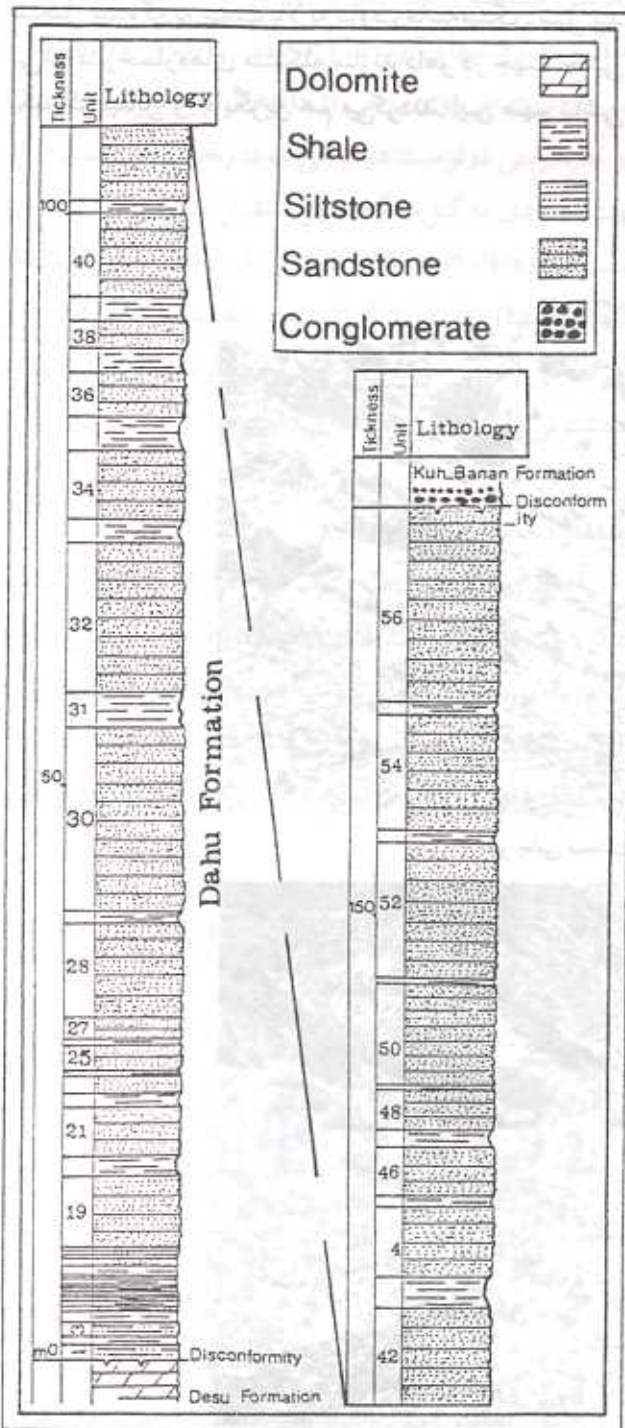 Tickness
Unit
Lithology
100
40
38
36
34
32
31
50
30
28
27
25
21
19
3
m0
Disconformity
Desu Formation
Dahu Formation
Dolomite
Shale
Siltstone
Sandstone
Conglomerate
Tickness
Unit
Lithology
Kuh_Banan Formation
Disconform
_ity
56
54
150
52
50
48
46
4
42